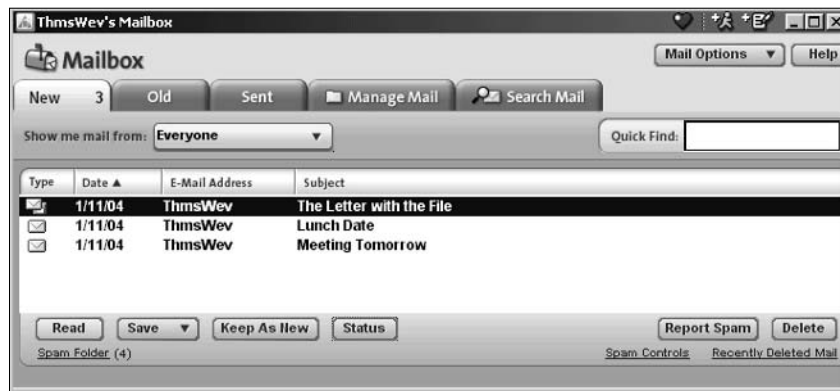 ThmsWev's Mailbox
Mailbox
Mail Options Help
New 3 Old Sent Manage Mail Search Mail
Show me mail from: Everyone Quick Find:
Type Date ▲ E-Mail Address Subject
1/11/04 ThmsWev The Letter with the File
1/11/04 ThmsWev Lunch Date
1/11/04 ThmsWev Meeting Tomorrow
Read Save Keep As New Status Report Spam Delete
Spam Folder (4) Spam Controls Recently Deleted Mail